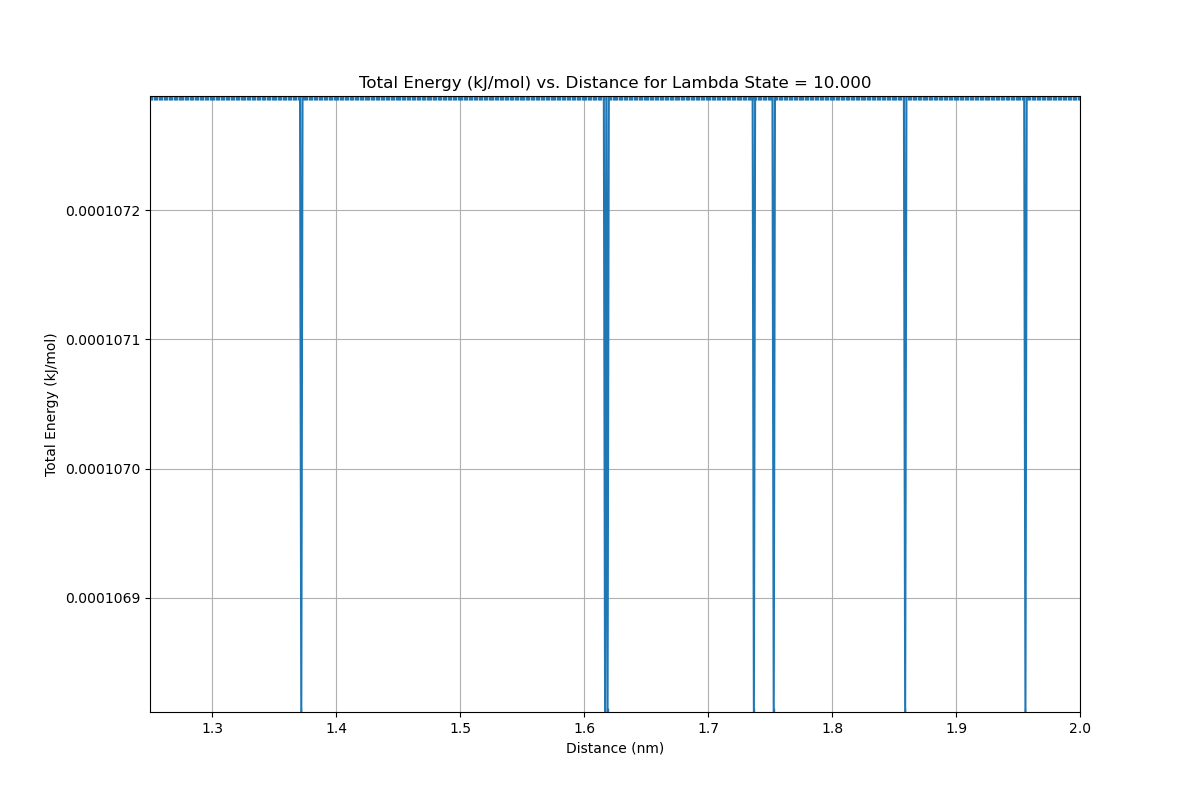 Total Energy (kJ/mol) vs. Distance for Lambda State = 10.000
0.0001072
0.0001071
0.0001070
0.0001069
Total Energy (kJ/mol)
1.3 1.4 1.5 1.6 1.7 1.8 1.9 2.0
Distance (nm)